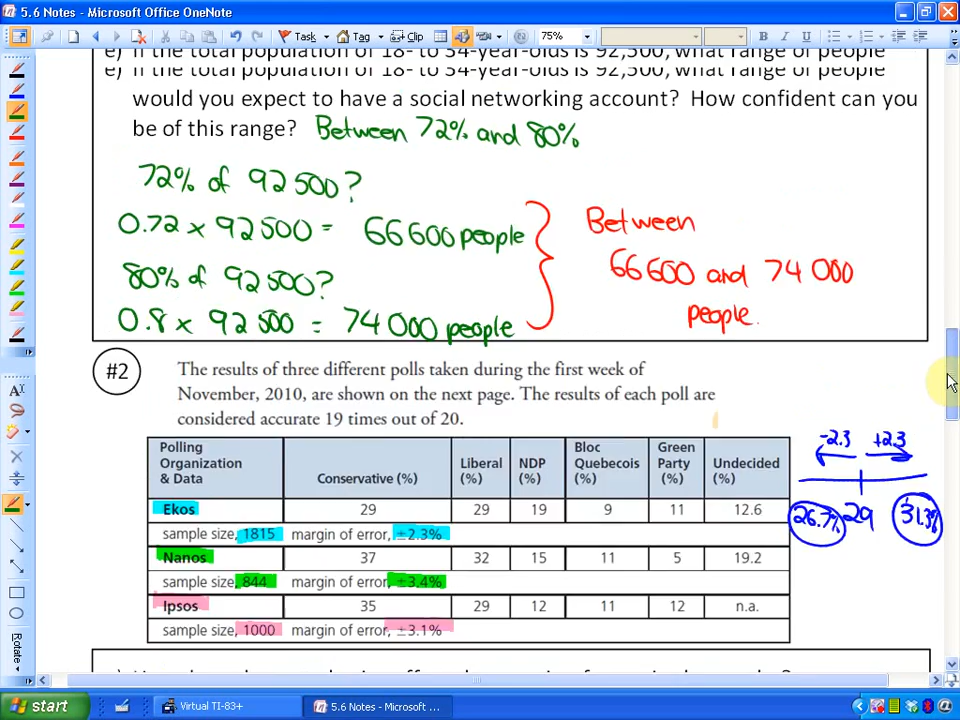 5.6 Notes - Microsoft Office OneNote
Task Tag Clip 75% B I U
e) If the total population of 18- to 34-year-olds is 92,500, what range of people
e) If the total population of 18- to 34-year-olds is 92,500, what range of people
would you expect to have a social networking account? How confident can you
be of this range? Between 72% and 80%
72% of 92 500?
0.72 x 92 500 = 66 600 people
80% of 92 500?
0.8 x 92 500 = 74 000 people
Between
66 600 and 74 000
people.
#2
The results of three different polls taken during the first week of
November, 2010, are shown on the next page. The results of each poll are
considered accurate 19 times out of 20.
Polling Organization & Data Conservative (%) Liberal (%) NDP (%) Bloc Quebecois (%) Green Party (%) Undecided (%)
Ekos 29 29 19 9 11 12.6
sample size, 1815 margin of error, ±2.3%
Nanos 37 32 15 11 5 19.2
sample size, 844 margin of error, ±3.4%
Ipsos 35 29 12 11 12 n.a.
sample size, 1000 margin of error, ±3.1%
-2.3 +2.3
26.7% 29 31.3%
Rotate
start Virtual TI-83+ 5.6 Notes - Microsoft ...